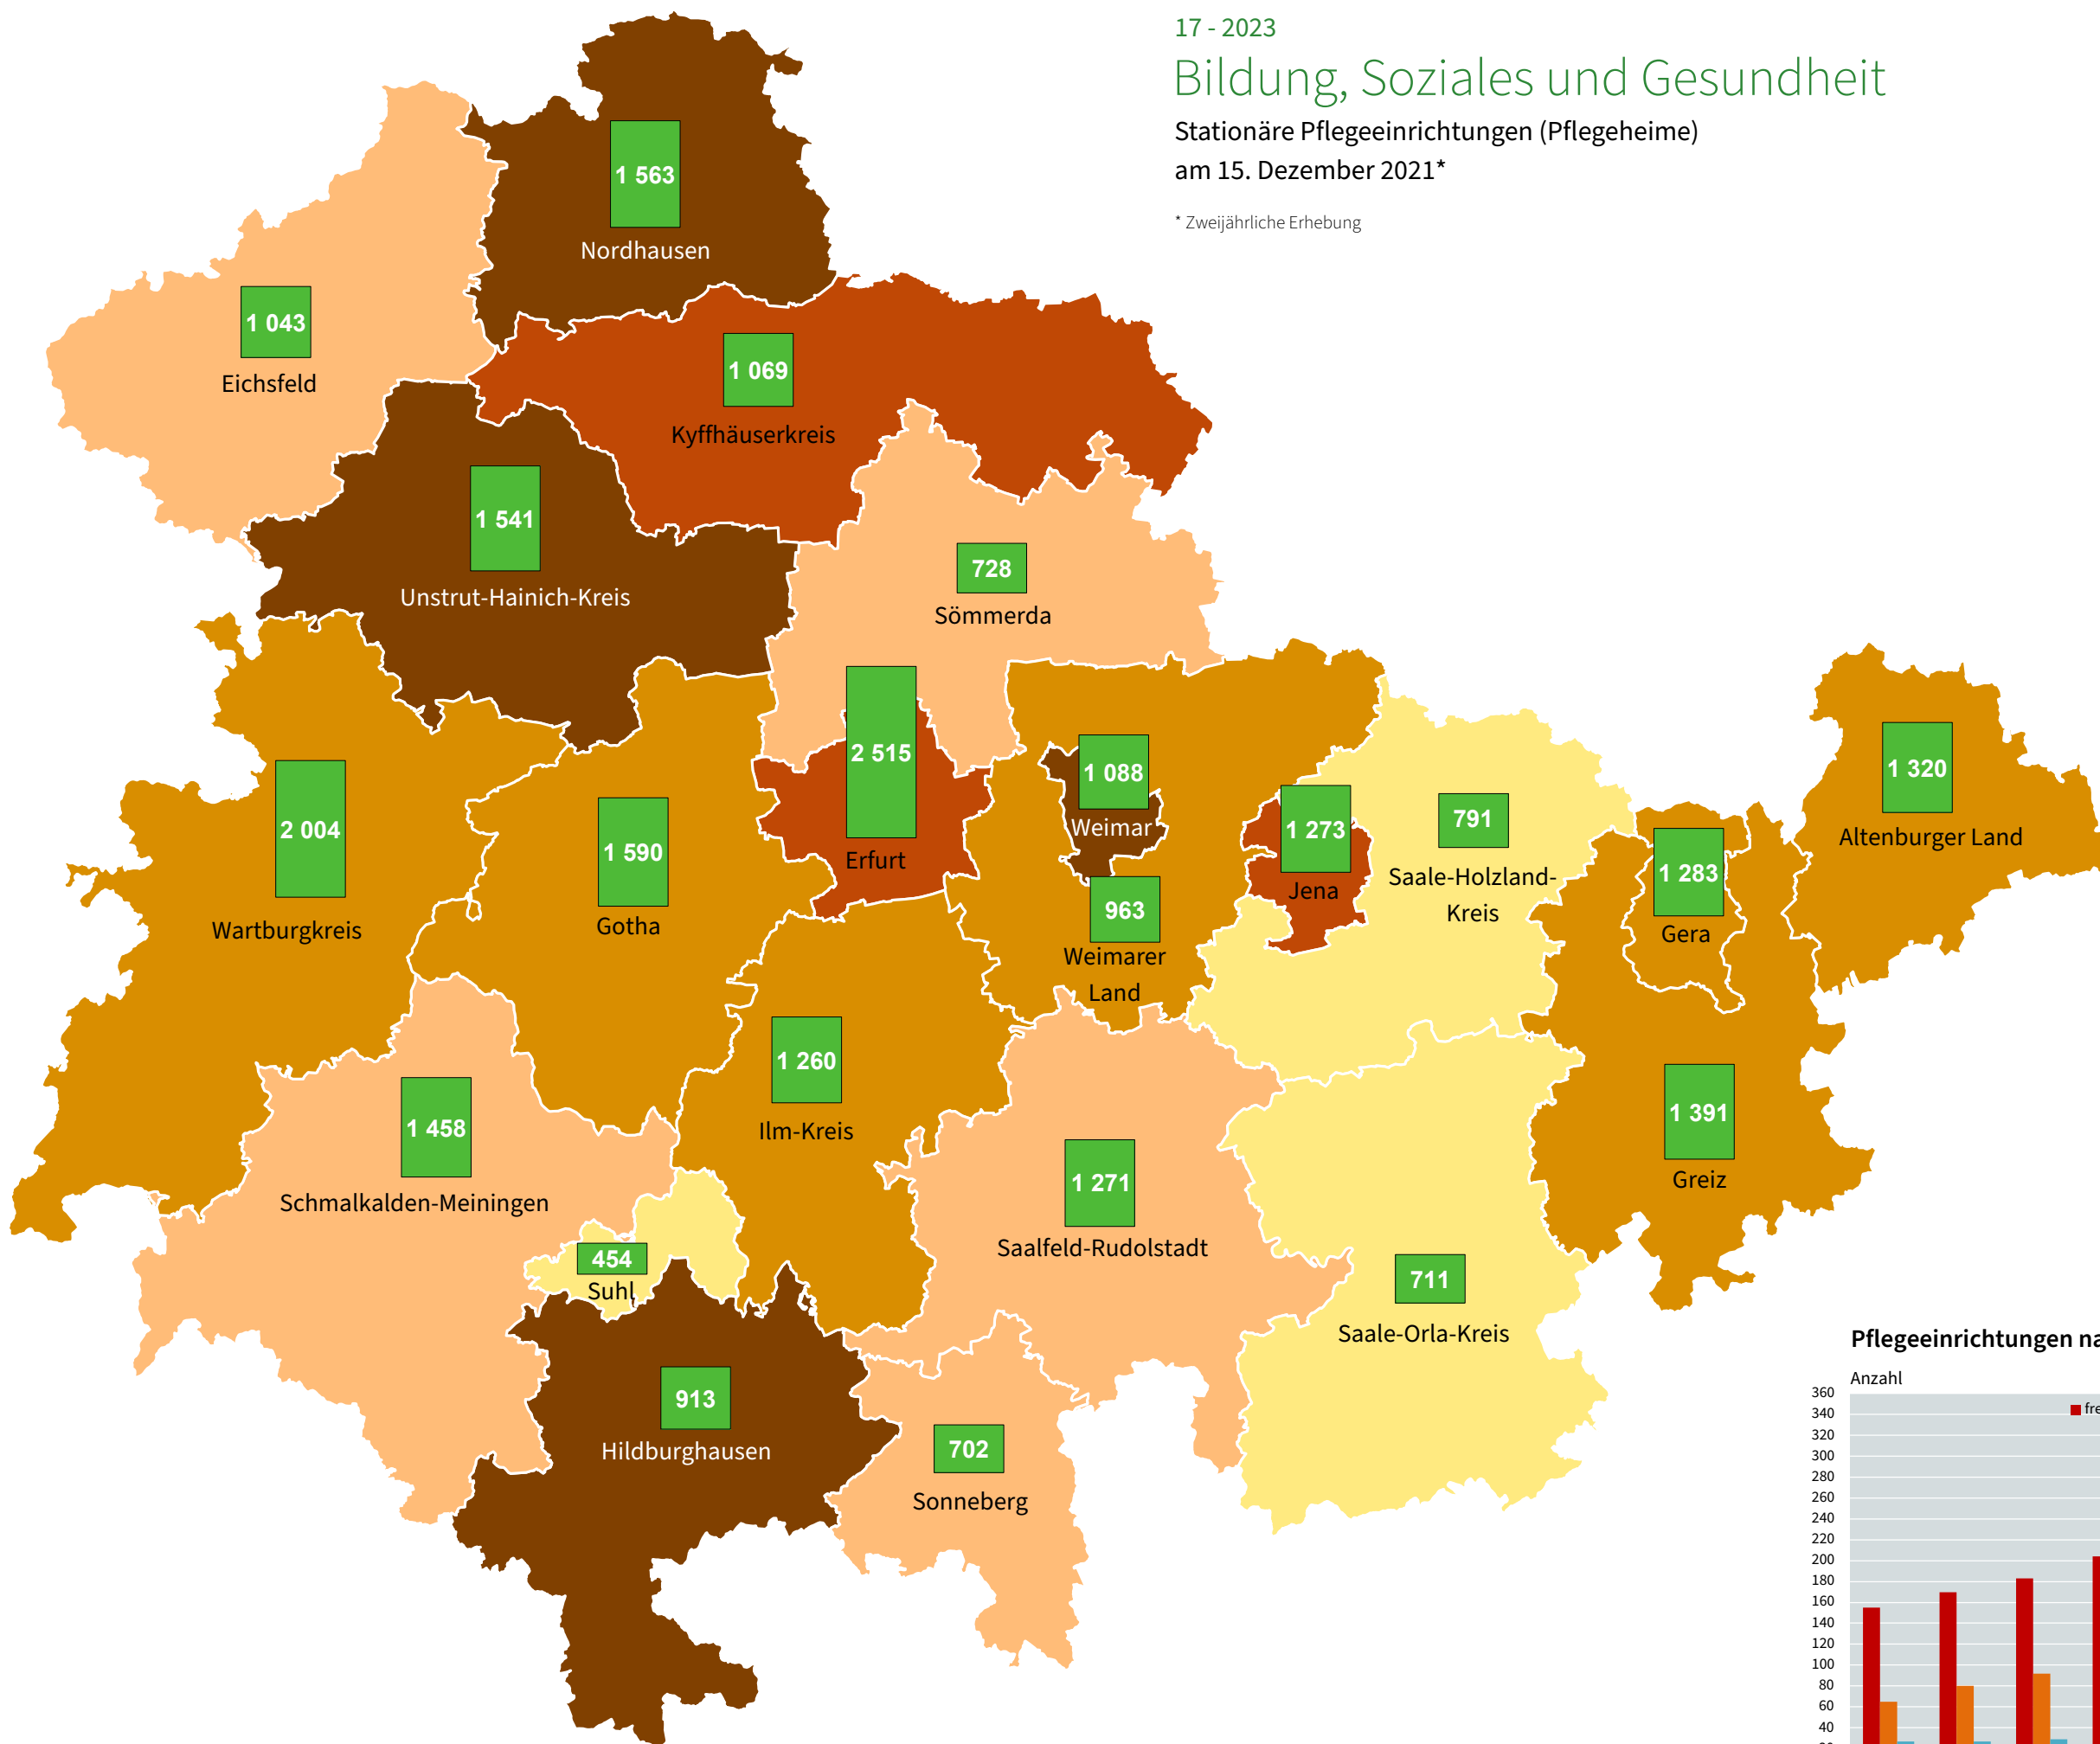 17 - 2023
Bildung, Soziales und Gesundheit
Stationäre Pflegeeinrichtungen (Pflegeheime)
am 15. Dezember 2021*
* Zweijährliche Erhebung
1 563
Nordhausen
1 043
Eichsfeld
1 069
Kyffhäuserkreis
1 541
Unstrut-Hainich-Kreis
728
Sömmerda
2 515
Erfurt
1 088
Weimar
963
Weimarer
Land
1 273
Jena
791
Saale-Holzland-
Kreis
1 283
Gera
1 320
Altenburger Land
2 004
Wartburgkreis
1 590
Gotha
1 260
Ilm-Kreis
1 391
Greiz
1 458
Schmalkalden-Meiningen
1 271
Saalfeld-Rudolstadt
454
Suhl
711
Saale-Orla-Kreis
913
Hildburghausen
702
Sonneberg
Pflegeeinrichtungen na
Anzahl
fre
360
340
320
300
280
260
240
220
200
180
160
140
120
100
80
60
40